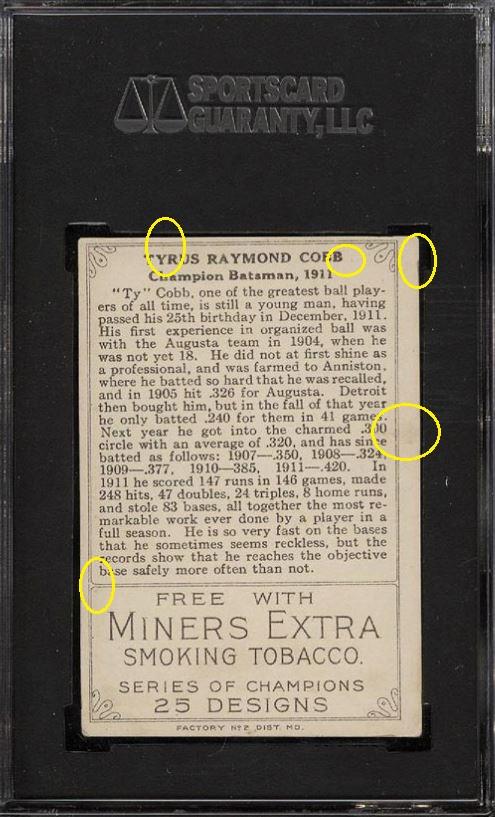 SPORTSCARD
GUARANTY, LLC
TYRUS RAYMOND COBB
Champion Batsman, 1911
"Ty" Cobb, one of the greatest ball play-
ers of all time, is still a young man, having
passed his 25th birthday in December, 1911.
His first experience in organized ball was
with the Augusta team in 1904, when he
was not yet 18. He did not at first shine as
a professional, and was farmed to Anniston,
where he batted so hard that he was recalled,
and in 1905 hit .326 for Augusta. Detroit
then bought him, but in the fall of that year
he only batted .240 for them in 41 games.
Next year he got into the charmed .300
circle with an average of .320, and has since
batted as follows: 1907—.350, 1908—.324,
1909—.377, 1910—385, 1911—.420. In
1911 he scored 147 runs in 146 games, made
248 hits, 47 doubles, 24 triples, 8 home runs,
and stole 83 bases, all together the most re-
markable work ever done by a player in a
full season. He is so very fast on the bases
that he sometimes seems reckless, but the
records show that he reaches the objective
base safely more often than not.
FREE WITH
MINERS EXTRA
SMOKING TOBACCO.
SERIES OF CHAMPIONS
25 DESIGNS
FACTORY Nº 2 DIST. MD.